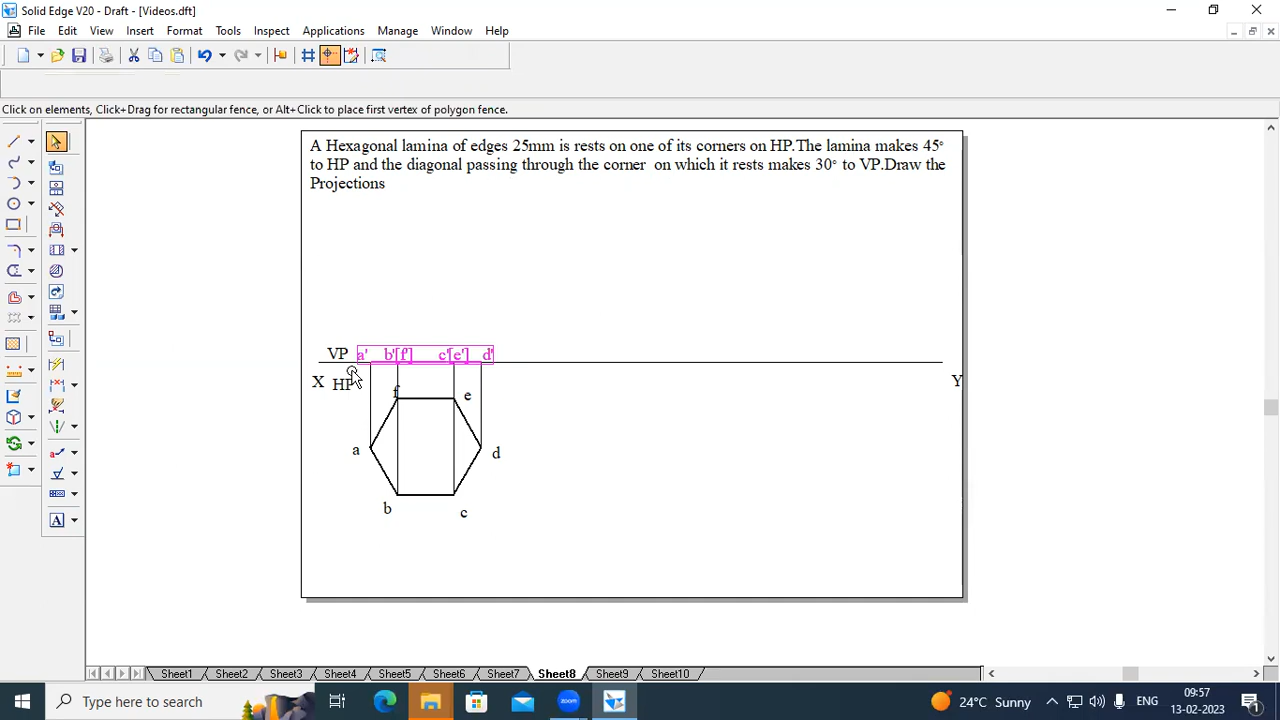 Solid Edge V20 - Draft - [Videos.dft]
File Edit View Insert Format Tools Inspect Applications Manage Window Help
Click on elements, Click+Drag for rectangular fence, or Alt+Click to place first vertex of polygon fence.
A Hexagonal lamina of edges 25mm is rests on one of its corners on HP.The lamina makes 45°
to HP and the diagonal passing through the corner on which it rests makes 30° to VP.Draw the
Projections
VP a' b'[f'] c'[e'] d'
X HP Y
f e
a d
b c
A
Sheet1 Sheet2 Sheet3 Sheet4 Sheet5 Sheet6 Sheet7 Sheet8 Sheet9 Sheet10
Type here to search zoom 24°C Sunny ENG 09:57
13-02-2023 1